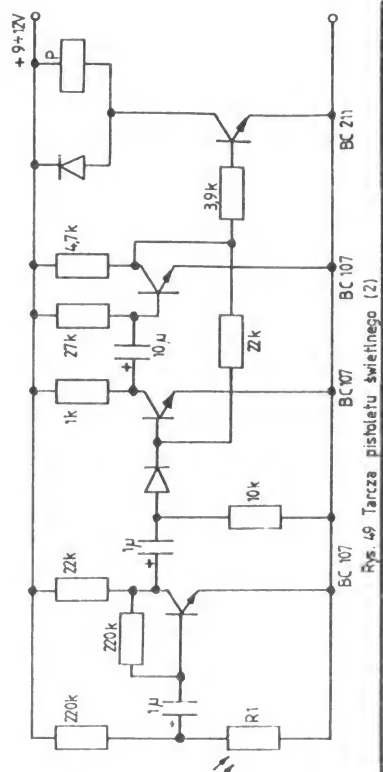 + 9÷12V
P
220k
22k
1k
27k
4,7k
220k
10µ
1µ
1µ
3,9k
22k
10k
R1
BC 107
BC107
BC 107
BC 211
Rys. 49 Tarcza pistoletu świetlnego (2)